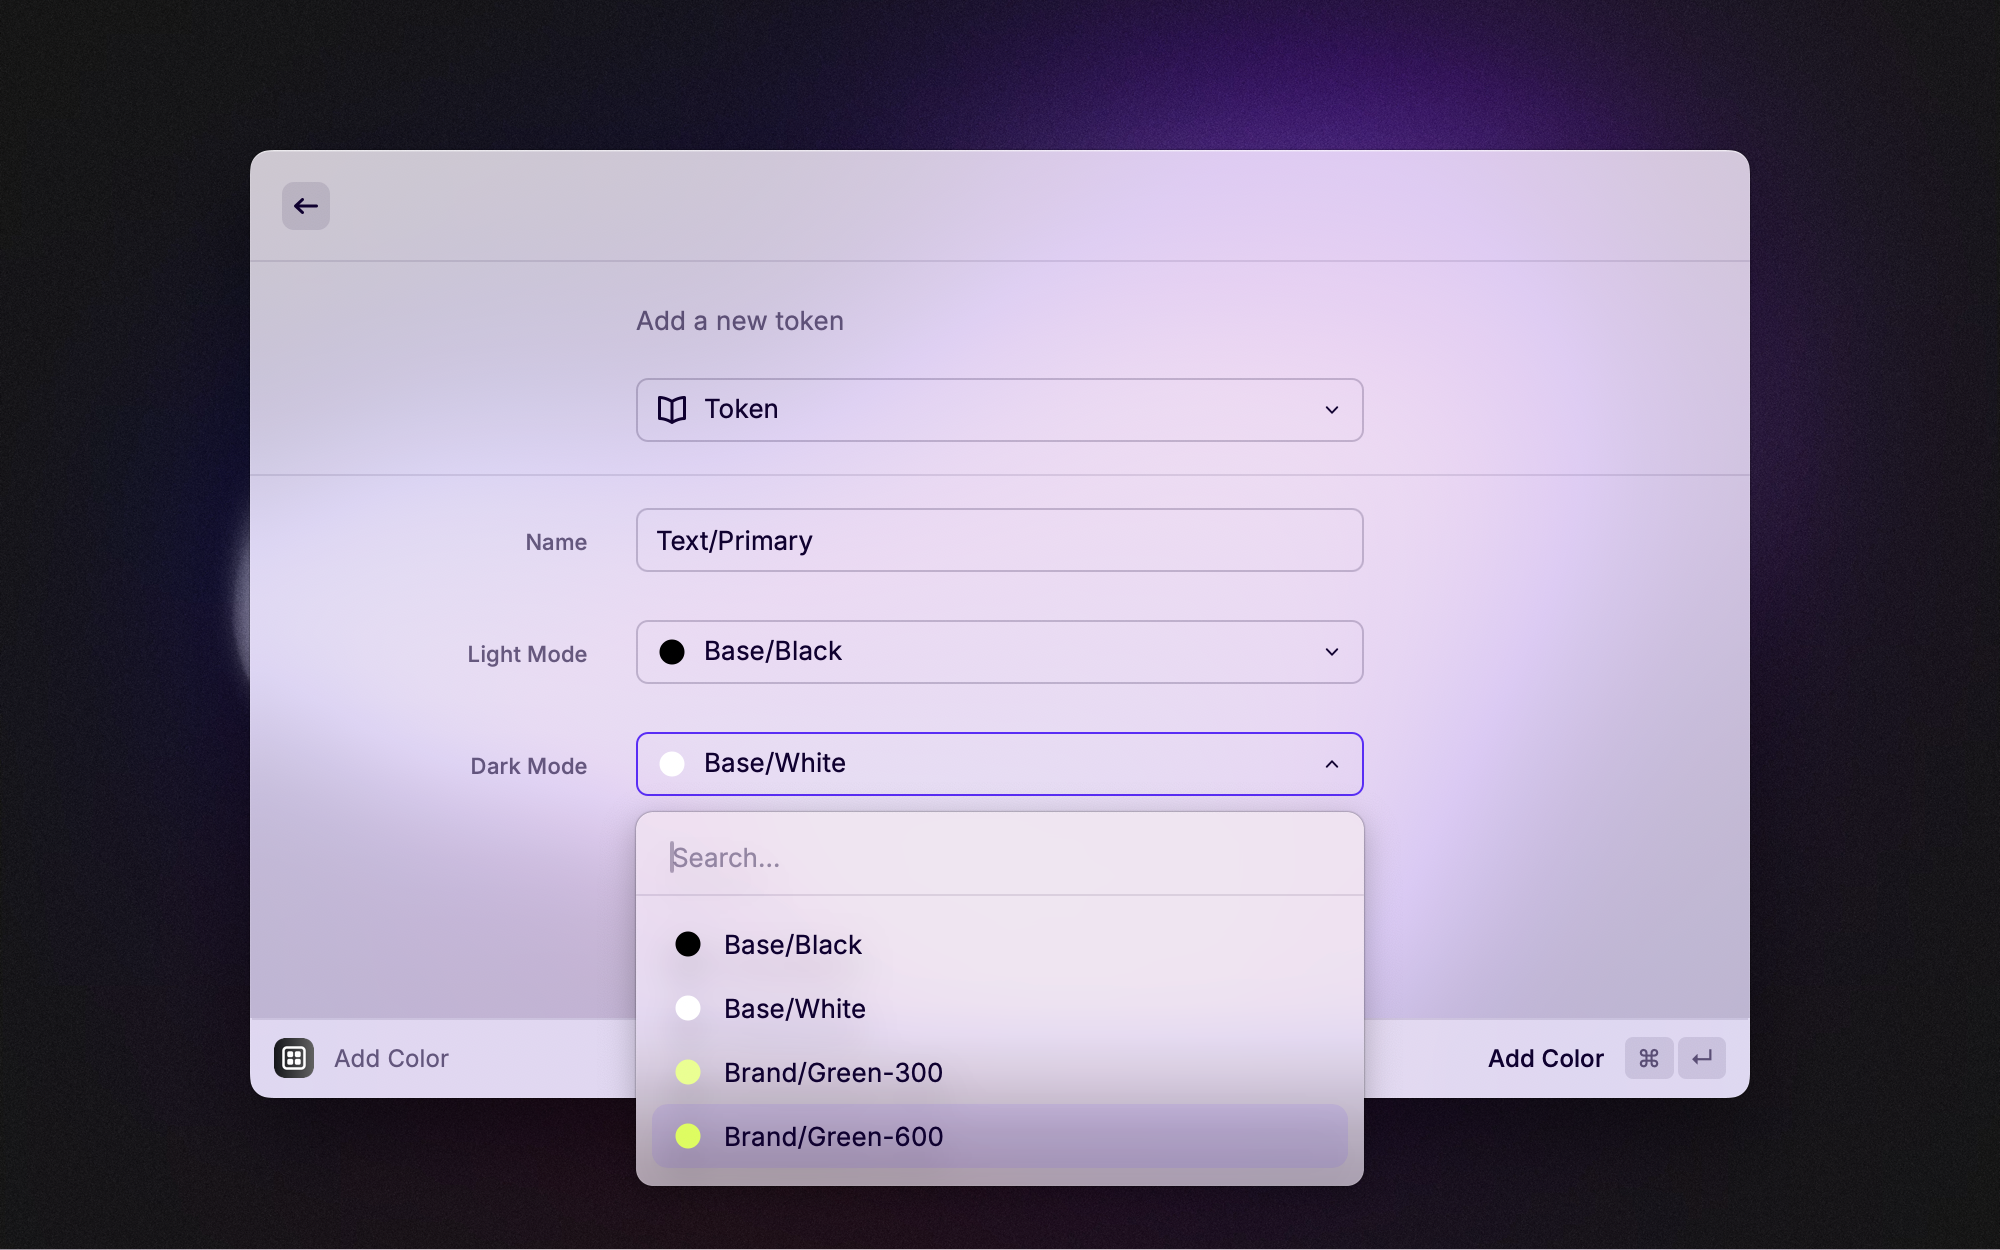 Add a new token
Token
Name
Text/Primary
Light Mode
Base/Black
Dark Mode
Base/White
Search...
Base/Black
Base/White
Brand/Green-300
Brand/Green-600
Add Color
Add Color ⌘ ↵